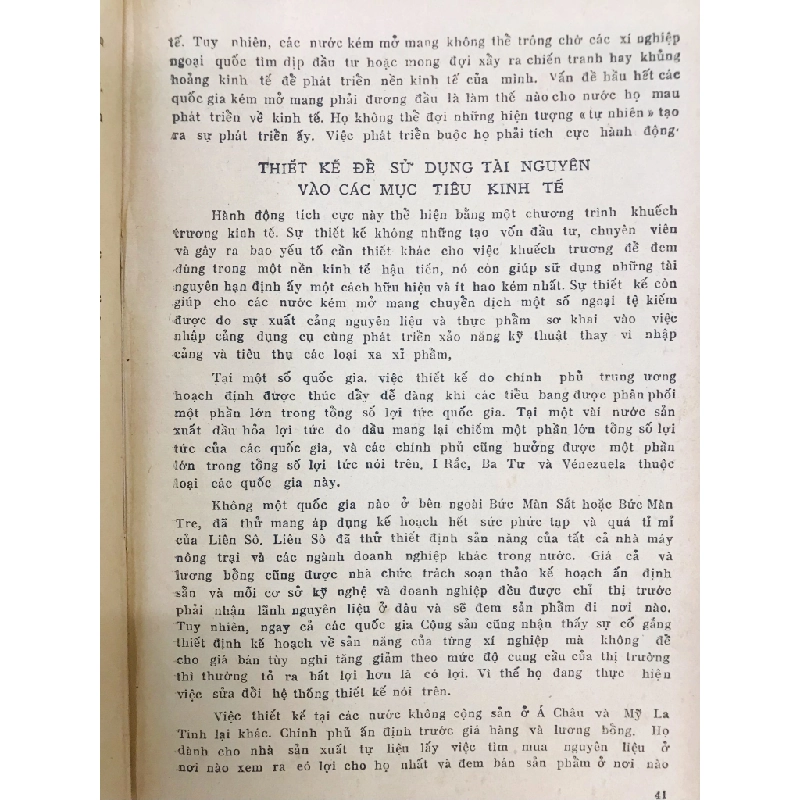 tế. Tuy nhiên, các nước kém mở mang không thể trông chờ các xí nghiệp
ngoại quốc tìm dịp đầu tư hoặc mong đợi xẩy ra chiến tranh hay khủng
hoảng kinh tế để phát triển nền kinh tế của mình. Vấn đề hầu hết các
quốc gia kém mở mang phải đương đầu là làm thế nào cho nước họ mau
phát triển về kinh tế. Họ không thể đợi những hiện tượng « tự nhiên » tạo
ra sự phát triển ấy. Việc phát triển buộc họ phải tích cực hành động.
THIẾT KẾ ĐỂ SỬ DỤNG TÀI NGUYÊN
VÀO CÁC MỤC TIÊU KINH TẾ
Hành động tích cực này thể hiện bằng một chương trình khuếch
trương kinh tế. Sự thiết kế không những tạo vốn đầu tư, chuyên viên
và gây ra bao yếu tố cần thiết khác cho việc khuếch trương để đem
dùng trong một nền kinh tế hậu tiến, nó còn giúp sử dụng những tài
nguyên hạn định ấy một cách hữu hiệu và ít hao kém nhất. Sự thiết kế còn
giúp cho các nước kém mở mang chuyển dịch một số ngoại tệ kiếm
được do sự xuất cảng nguyên liệu và thực phẩm sơ khai vào việc
nhập cảng dụng cụ cùng phát triển xảo năng kỹ thuật thay vì nhập
cảng và tiêu thụ các loại xa xỉ phẩm,
Tại một số quốc gia. việc thiết kế do chính phủ trung ương
hoạch định được thúc đẩy dễ dàng khi các tiểu bang được phân phối
một phần lớn trong tổng số lợi tức quốc gia. Tại một vài nước sản
xuất dầu hỏa lợi tức do dầu mang lại chiếm một phần lớn tổng số lợi
tức của các quốc gia, và các chính phủ cũng hưởng được một phần
lớn trong tổng số lợi tức nói trên, I Rắc, Ba Tư và Vénezuela thuộc
loại các quốc gia này.
Không một quốc gia nào ở bên ngoài Bức Màn Sắt hoặc Bức Màn
Tre, đã thử mang áp dụng kế hoạch hết sức phức tạp và quá tỉ mỉ
của Liên Sô. Liên Sô đã thử thiết định sản năng của tất cả nhà máy
nông trại và các ngành doanh nghiệp khác trong nước. Giá cả và
lương bổng cũng được nhà chức trách soạn thảo kế hoạch ấn định
sẵn và mỗi cơ sở kỹ nghệ và doanh nghiệp đều được chỉ thị trước
phải nhận lãnh nguyên liệu ở đâu và sẽ đem sản phẩm đi nơi nào.
Tuy nhiên, ngay cả các quốc gia Cộng sản cũng nhận thấy sự cố gắng
thiết định kế hoạch về sản năng của từng xí nghiệp mà không để
cho giá bán tùy nghi tăng giảm theo mức độ cung cầu của thị trường
thì thường tỏ ra bất lợi hơn là có lợi. Vì thế họ đang thực hiện
việc sửa đổi hệ thống thiết kế nói trên.
Việc thiết kế tại các nước không cộng sản ở Á Châu và Mỹ La
Tinh lại khác. Chính phủ ấn định trước giá hàng và lương bổng. Họ
dành cho nhà sản xuất tự liệu lấy việc tìm mua nguyên liệu ở
nơi nào xem ra có lợi cho họ nhất và đem bán sản phẩm ở nơi nào
41